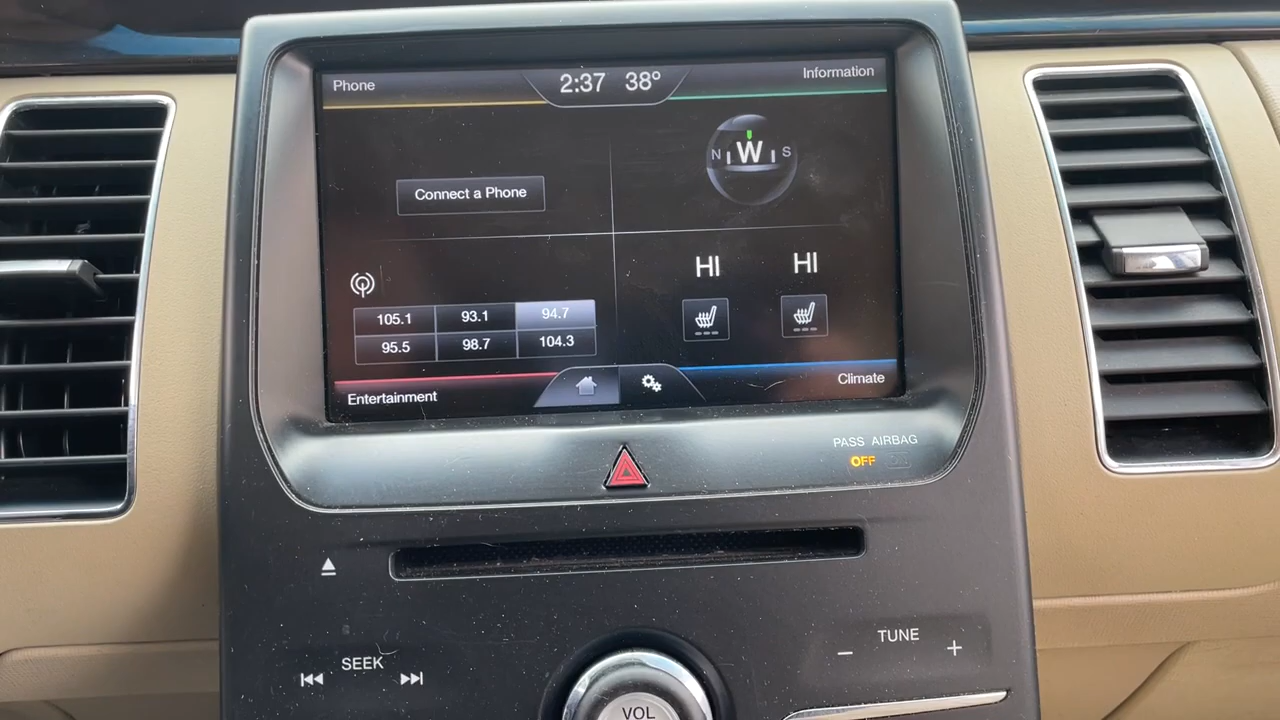 Phone
2:37 38°
Information
N W S
Connect a Phone
HI HI
105.1 93.1 94.7
95.5 98.7 104.3
Entertainment
Climate
PASS AIRBAG
OFF
SEEK
TUNE
− +
VOL